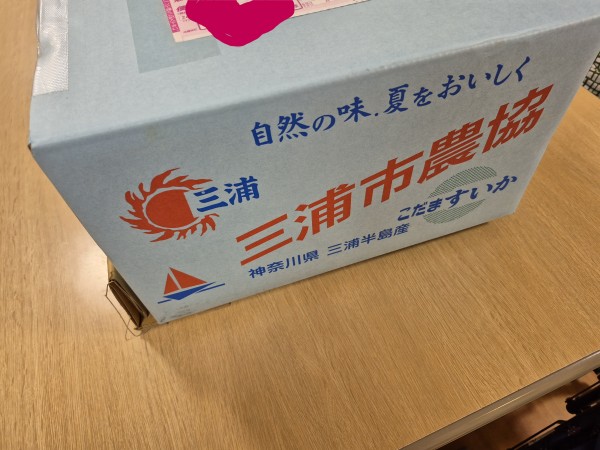 自然の味.夏をおいしく
三浦
三浦市農協
こだますいか
神奈川県 三浦半島産